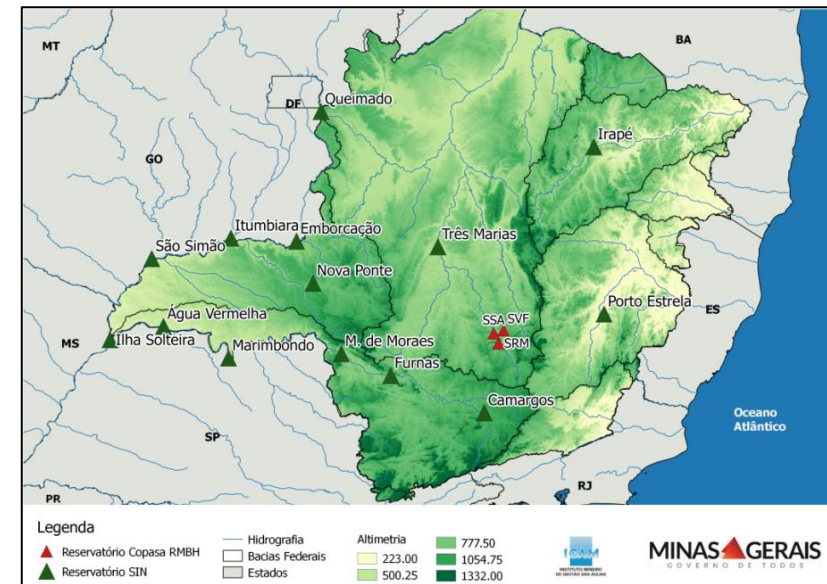 MT
BA
DF
Queimado
GO
Irapé
Itumbiara
Emborcação
Três Marias
São Simão
Nova Ponte
Porto Estrela
ES
SSA
SVF
SRM
Água Vermelha
MS
Ilha Solteira
Marimbondo
M. de Moraes
Furnas
Camargos
Oceano
Atlântico
SP
RJ
PR
Legenda
Reservatório Copasa RMBH
Reservatório SIN
Hidrografia
Bacias Federais
Estados
Altimetria
223.00
500.25
777.50
1054.75
1332.00
IGAM
INSTITUTO MINEIRO
DE GESTÃO DAS ÁGUAS
MINAS GERAIS
GOVERNO DE TODOS